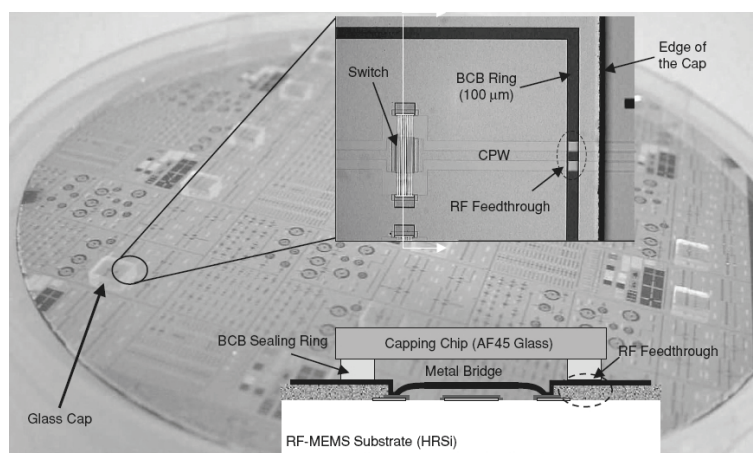 Switch
BCB Ring
(100 μm)
Edge of
the Cap
CPW
RF Feedthrough
BCB Sealing Ring
Capping Chip (AF45 Glass)
RF Feedthrough
Metal Bridge
Glass Cap
RF-MEMS Substrate (HRSi)